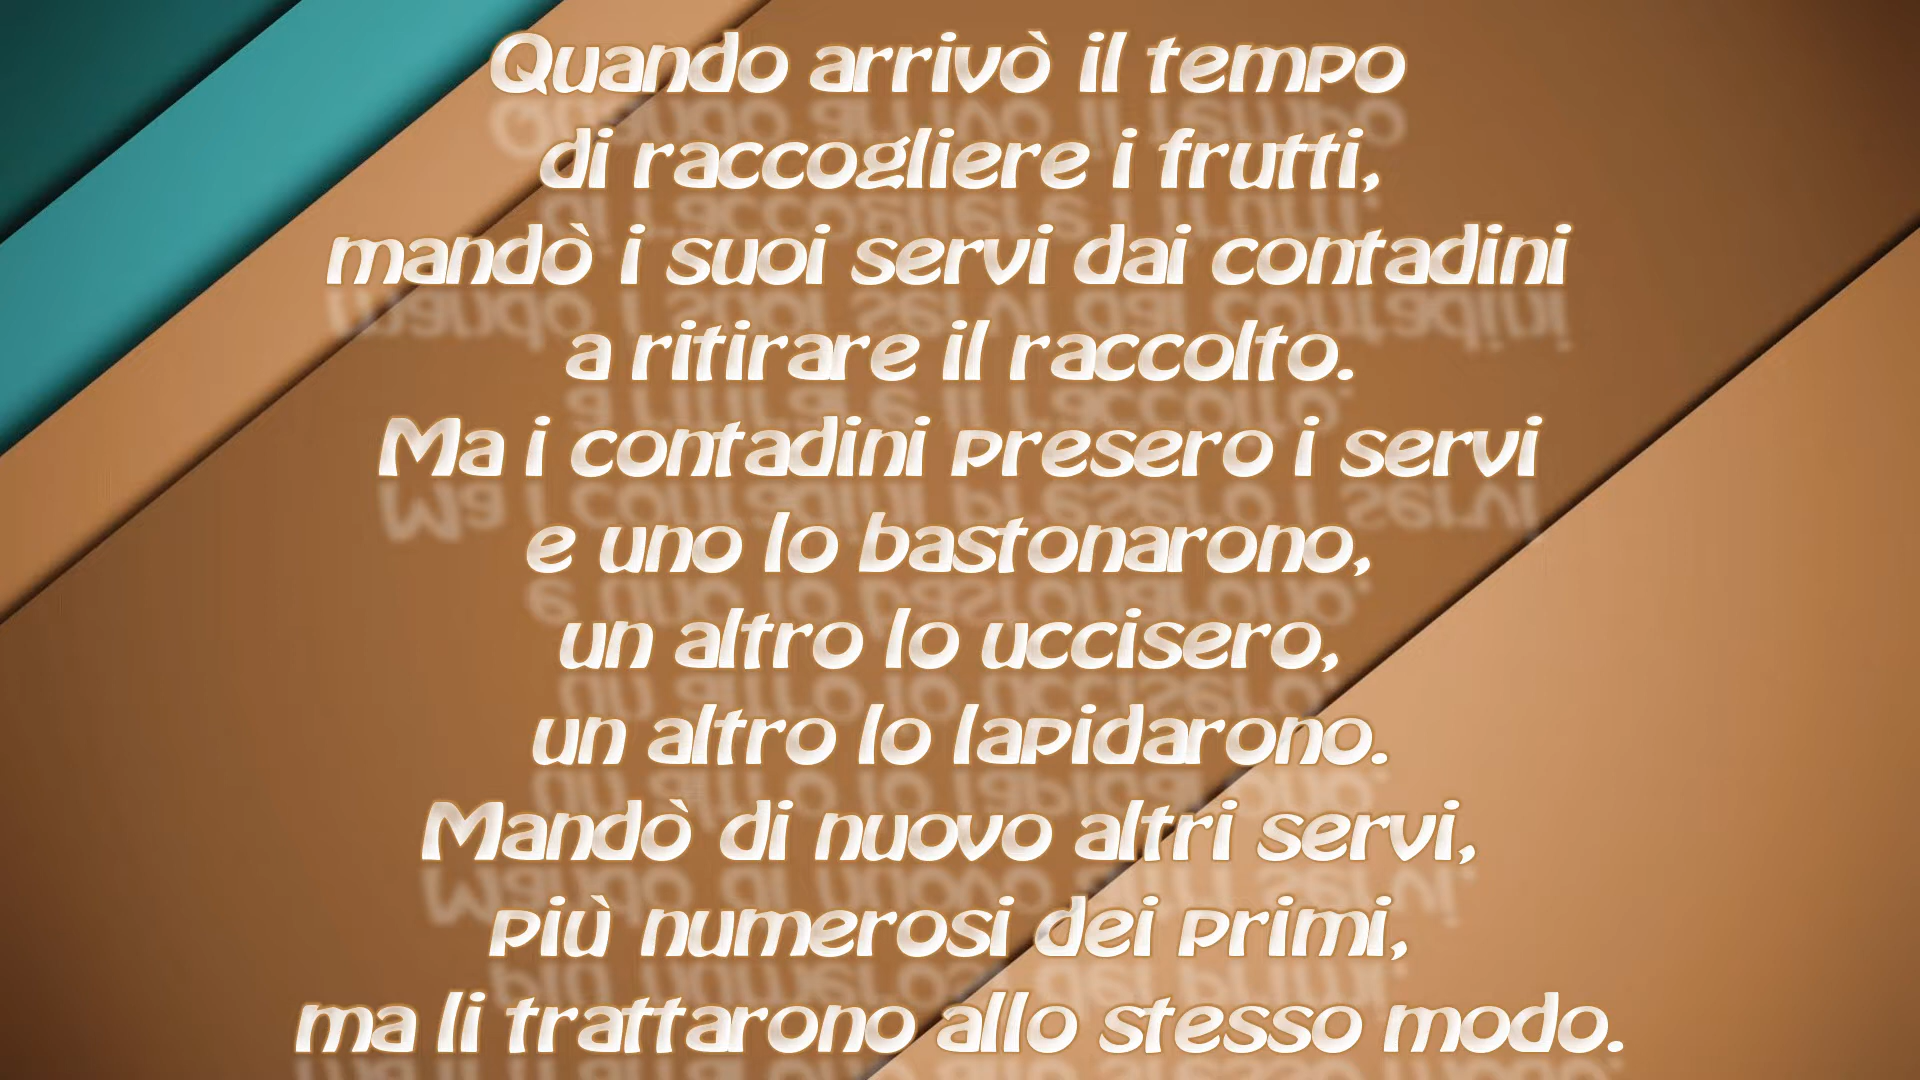 Quando arrivò il tempo
di raccogliere i frutti,
mandò i suoi servi dai contadini
a ritirare il raccolto.
Ma i contadini presero i servi
e uno lo bastonarono,
un altro lo uccisero,
un altro lo lapidarono.
Mandò di nuovo altri servi,
più numerosi dei primi,
ma li trattarono allo stesso modo.